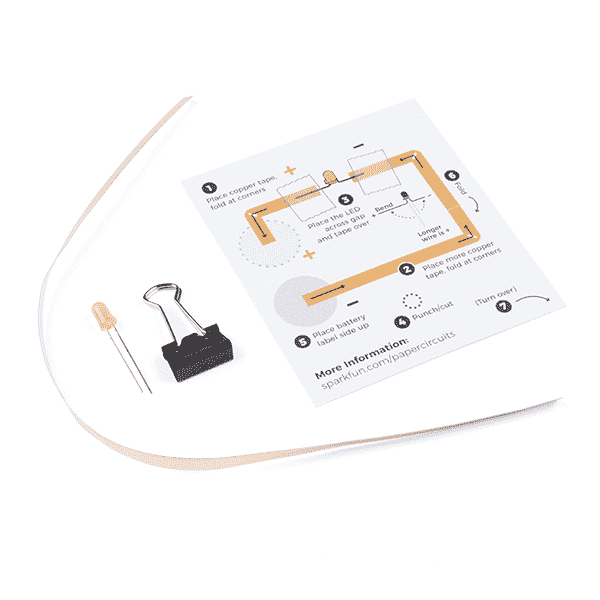 1
Place copper tape,
fold at corners
+
−
3
Place the LED
across gap
and tape over
+ Bend −
Longer
wire is +
6
Fold
+
2
Place more copper
tape, fold at corners
−
5
Place battery
label side up
4
Punch/cut
(Turn over)
7
More Information:
sparkfun.com/papercircuits